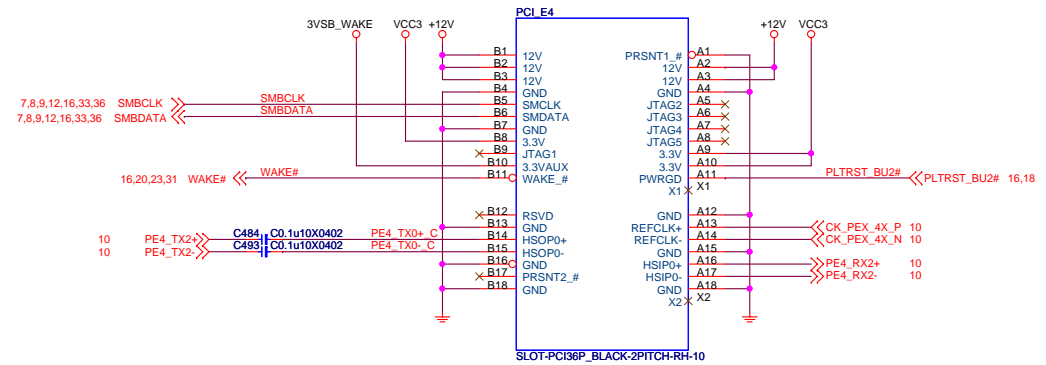 PCI_E4
3VSB_WAKE VCC3 +12V +12V VCC3
B1 12V PRSNT1_# A1
B2 12V 12V A2
B3 12V 12V A3
B4 GND GND A4
7,8,9,12,16,33,36 SMBCLK SMBCLK B5 SMCLK JTAG2 A5
7,8,9,12,16,33,36 SMBDATA SMBDATA B6 SMDATA JTAG3 A6
B7 GND JTAG4 A7
B8 3.3V JTAG5 A8
B9 JTAG1 3.3V A9
B10 3.3VAUX 3.3V A10
16,20,23,31 WAKE# WAKE# B11 WAKE_# PWRGD A11 PLTRST_BU2# PLTRST_BU2# 16,18
X1 X1
B12 RSVD GND A12
B13 GND REFCLK+ A13 CK_PEX_4X_P 10
10 PE4_TX2+ C484 C0.1u10X0402 PE4_TX0+_C B14 HSOP0+ REFCLK- A14 CK_PEX_4X_N 10
10 PE4_TX2- C493 C0.1u10X0402 PE4_TX0-_C B15 HSOP0- GND A15
B16 GND HSIP0+ A16 PE4_RX2+ 10
B17 PRSNT2_# HSIP0- A17 PE4_RX2- 10
B18 GND GND A18
X2 X2
SLOT-PCI36P_BLACK-2PITCH-RH-10